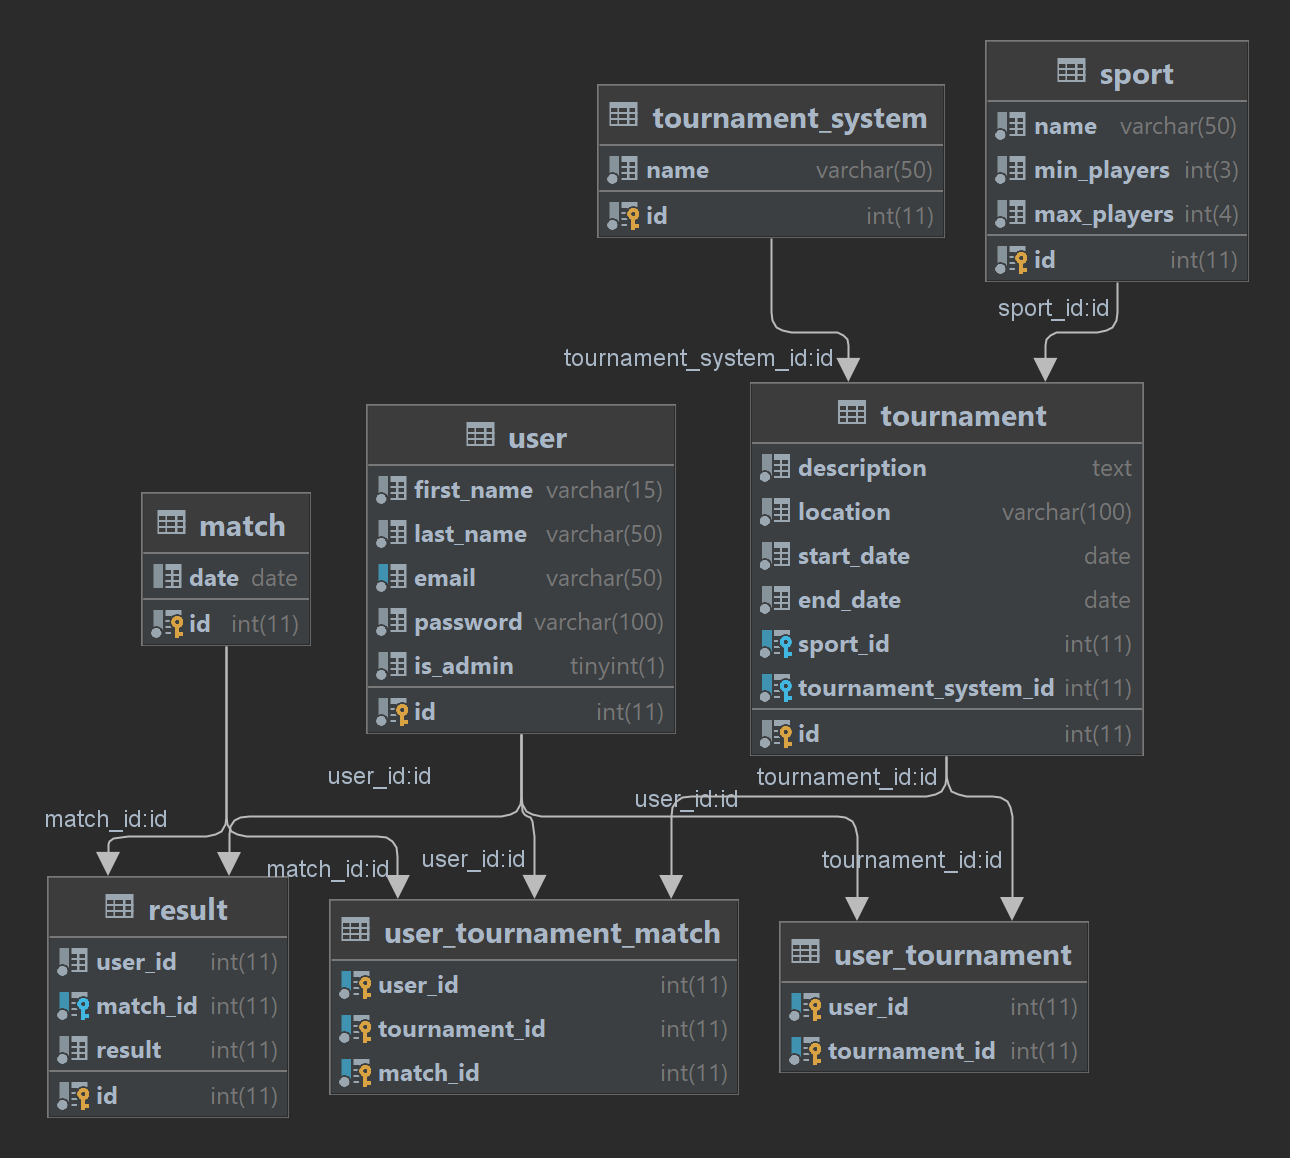 sport
name varchar(50)
min_players int(3)
max_players int(4)
id int(11)
tournament_system
name varchar(50)
id int(11)
sport_id:id
tournament_system_id:id
tournament
description text
location varchar(100)
start_date date
end_date date
sport_id int(11)
tournament_system_id int(11)
id int(11)
user
first_name varchar(15)
last_name varchar(50)
email varchar(50)
password varchar(100)
is_admin tinyint(1)
id int(11)
match
date date
id int(11)
user_id:id
tournament_id:id
user_id:id
match_id:id
match_id:id
user_id:id
tournament_id:id
result
user_id int(11)
match_id int(11)
result int(11)
id int(11)
user_tournament_match
user_id int(11)
tournament_id int(11)
match_id int(11)
user_tournament
user_id int(11)
tournament_id int(11)